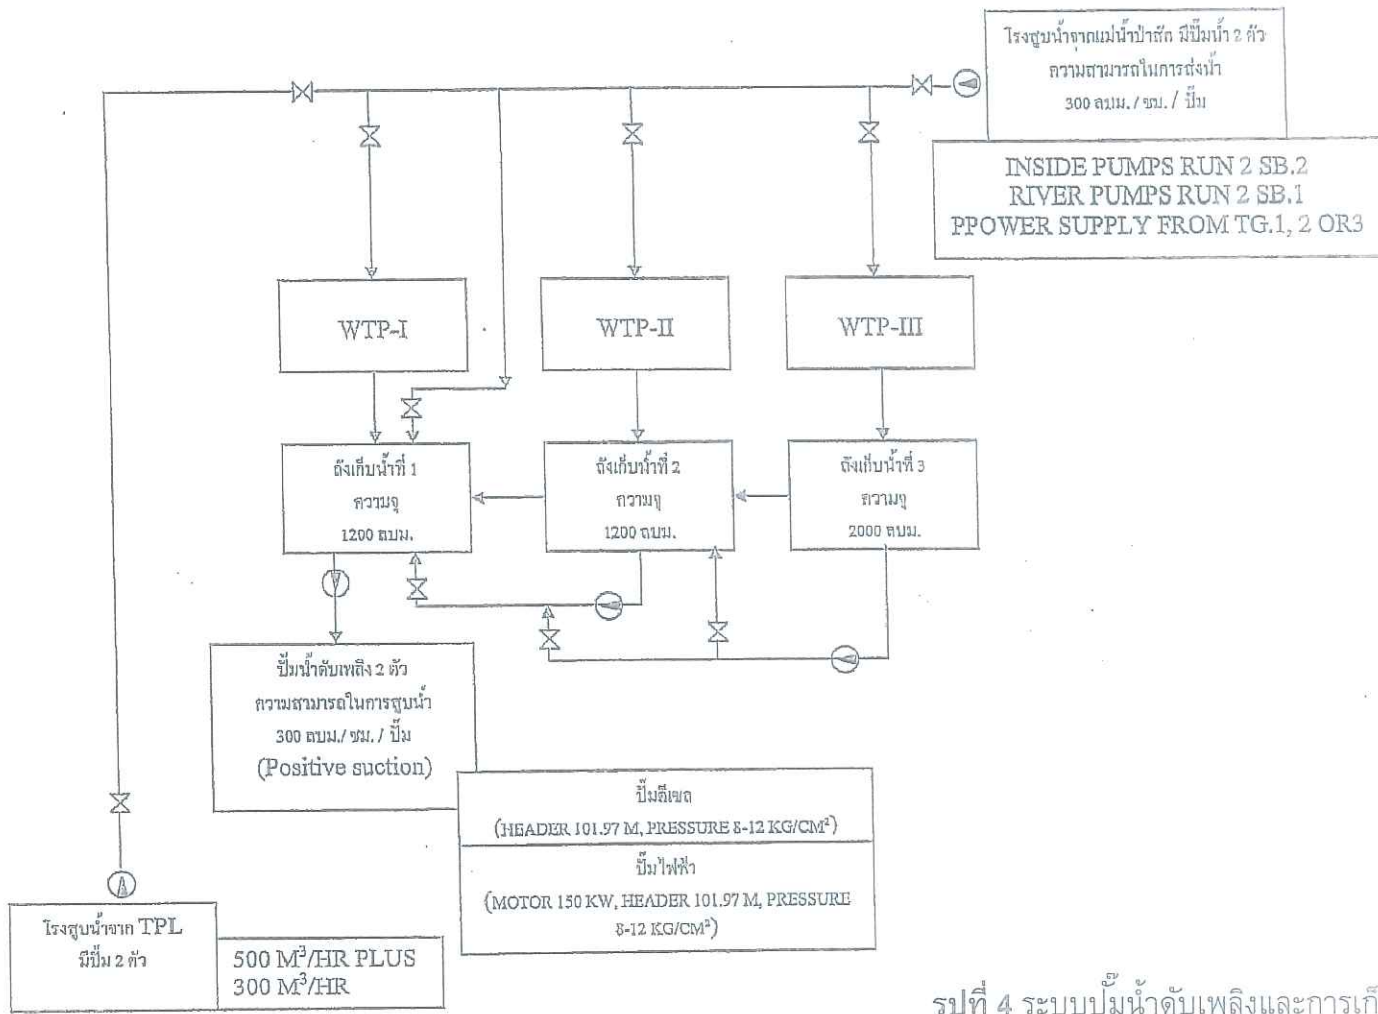 โรงสูบน้ำจากแม่น้ำป่าสัก มีปั๊มน้ำ 2 ตัว
ความสามารถในการส่งน้ำ
300 ลบม. / ชม. / ปั๊ม
INSIDE PUMPS RUN 2 SB.2
RIVER PUMPS RUN 2 SB.1
PPOWER SUPPLY FROM TG.1, 2 OR3
WTP-I
WTP-II
WTP-III
ถังเก็บน้ำที่ 1
ความจุ
1200 ลบม.
ถังเก็บน้ำที่ 2
ความจุ
1200 ลบม.
ถังเก็บน้ำที่ 3
ความจุ
2000 ลบม.
ปั๊มน้ำดับเพลิง 2 ตัว
ความสามารถในการสูบน้ำ
300 ลบม./ ชม. / ปั๊ม
(Positive suction)
ปั๊มดีเซล
(HEADER 101.97 M, PRESSURE 8-12 KG/CM²)
ปั๊มไฟฟ้า
(MOTOR 150 KW, HEADER 101.97 M, PRESSURE
8-12 KG/CM²)
โรงสูบน้ำจาก TPL
มีปั๊ม 2 ตัว
500 M³/HR PLUS
300 M³/HR
รูปที่ 4 ระบบปั๊มน้ำดับเพลิงและการเก็